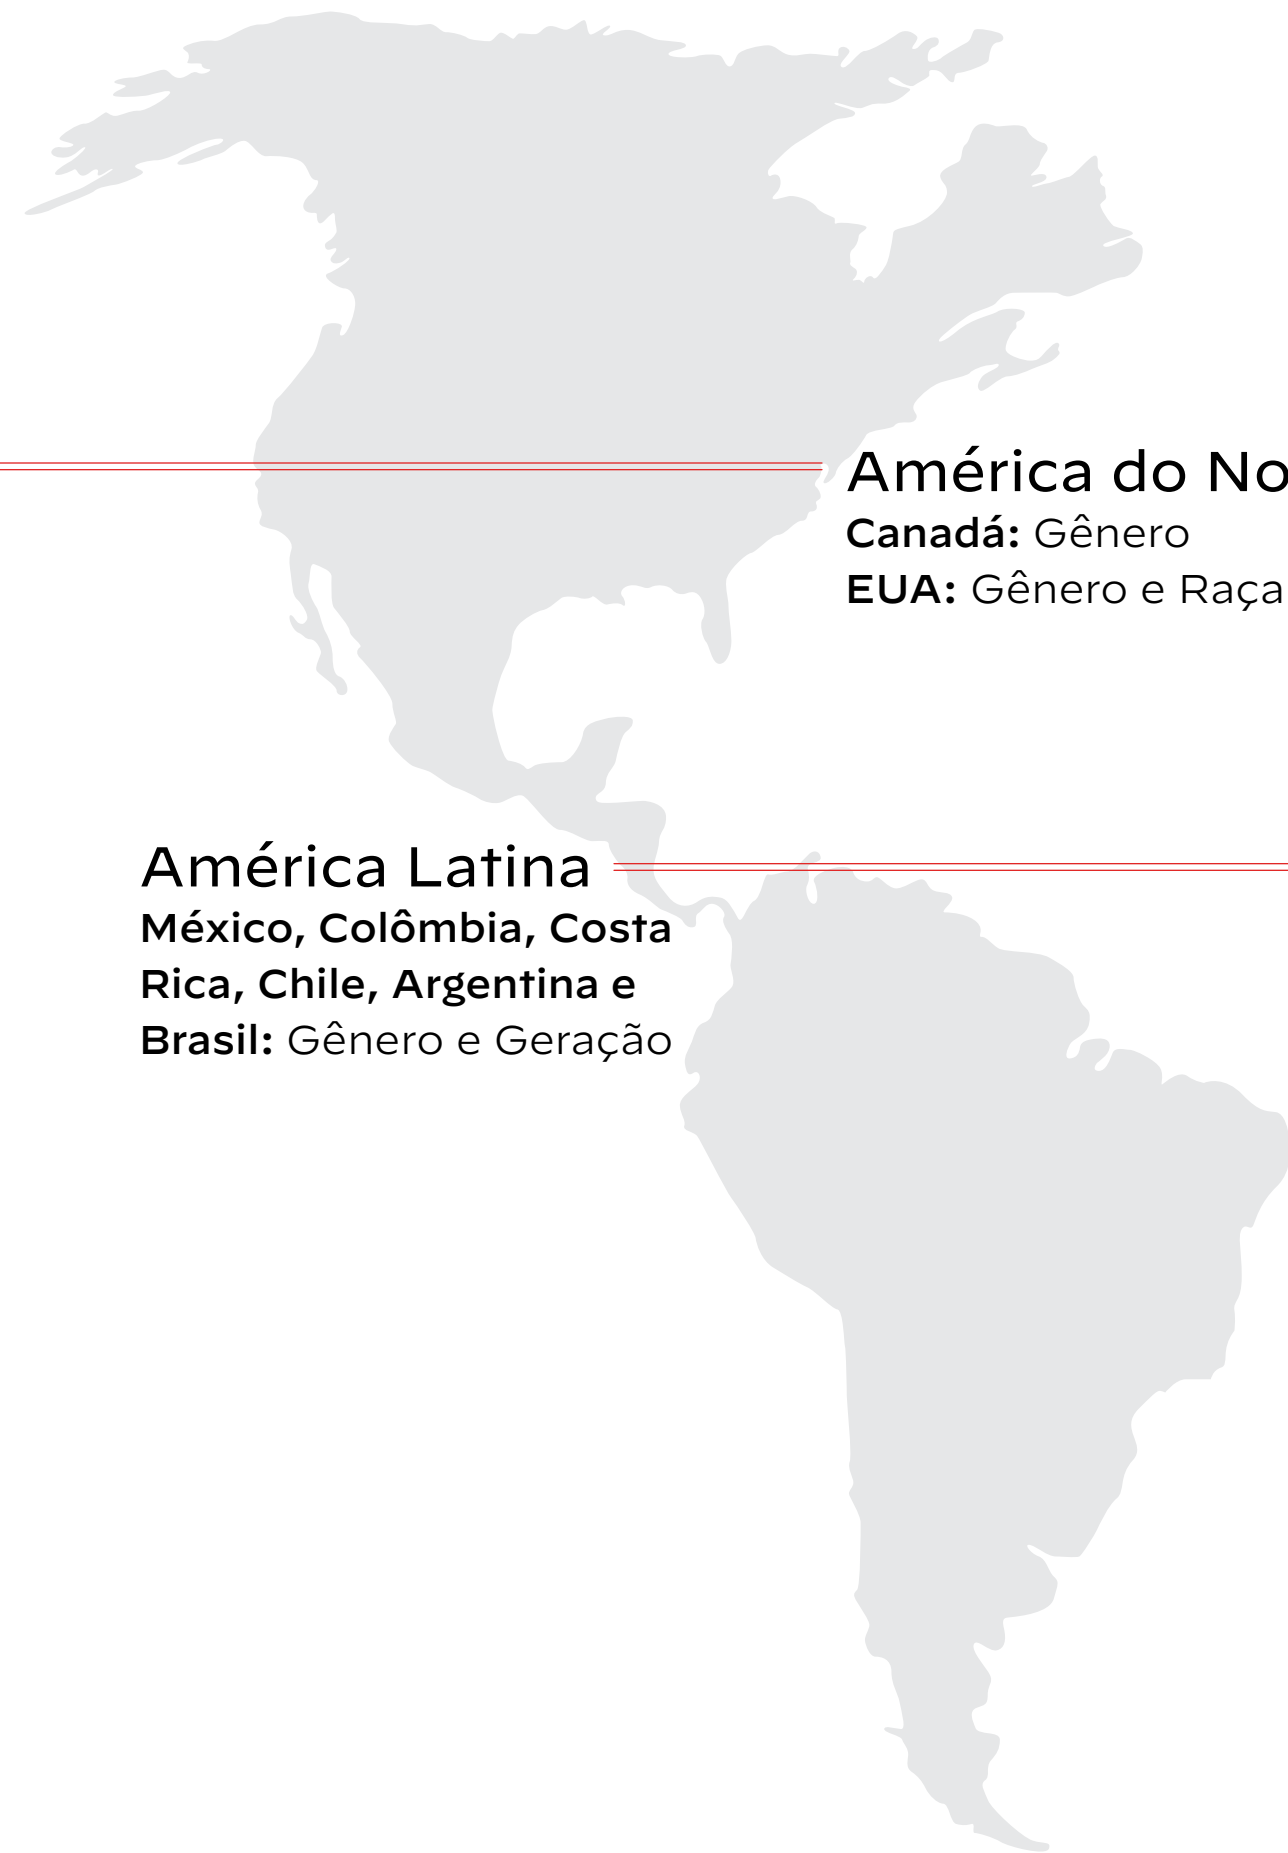 América do No
Canadá: Gênero
EUA: Gênero e Raça
América Latina
México, Colômbia, Costa
Rica, Chile, Argentina e
Brasil: Gênero e Geração